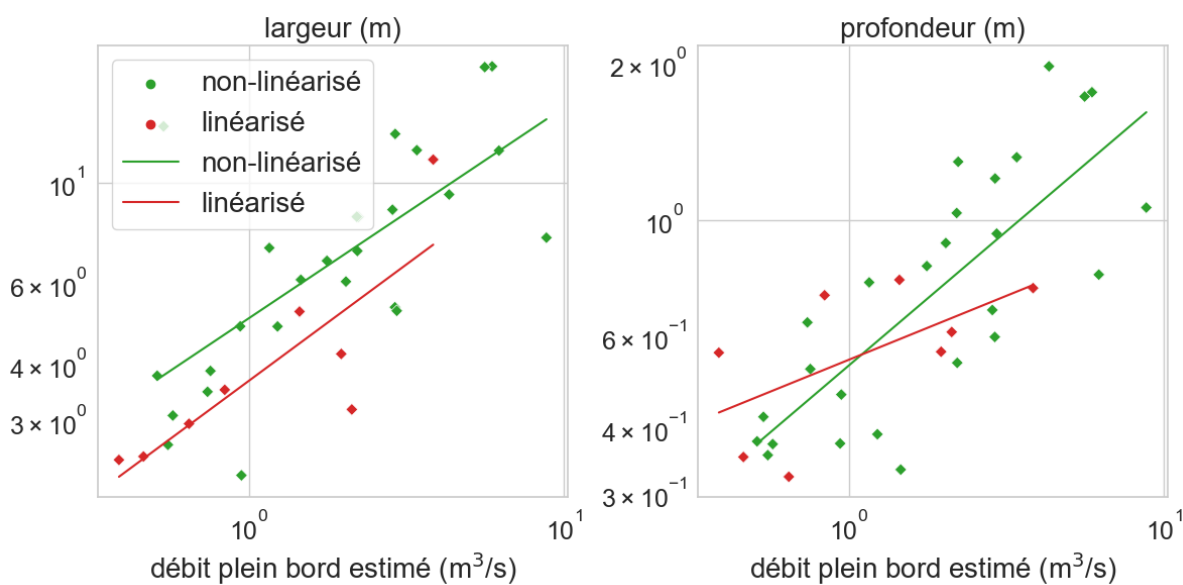 largeur (m)
non-linéarisé
linéarisé
non-linéarisé
linéarisé
10¹
6 × 10⁰
4 × 10⁰
3 × 10⁰
10⁰
10¹
débit plein bord estimé (m³/s)
profondeur (m)
2 × 10⁰
10⁰
6 × 10⁻¹
4 × 10⁻¹
3 × 10⁻¹
10⁰
10¹
débit plein bord estimé (m³/s)